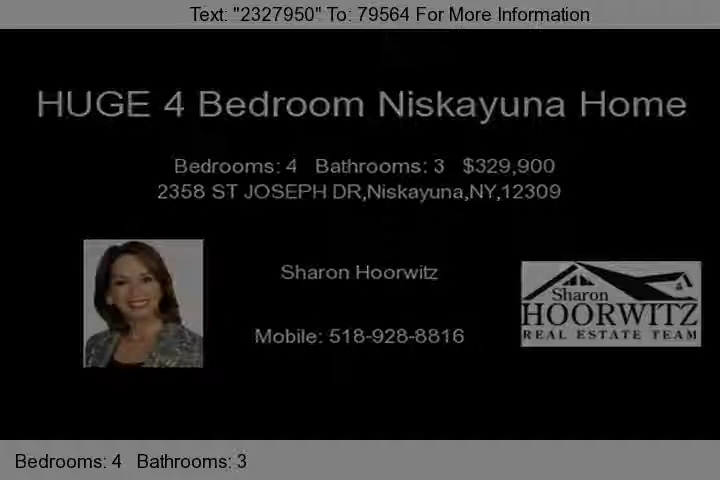 Text: "2327950" To: 79564 For More Information
HUGE 4 Bedroom Niskayuna Home
Bedrooms: 4 Bathrooms: 3 $329,900
2358 ST JOSEPH DR,Niskayuna,NY,12309
Sharon Hoorwitz
Mobile: 518-928-8816
Sharon
HOORWITZ
REAL ESTATE TEAM
Bedrooms: 4 Bathrooms: 3